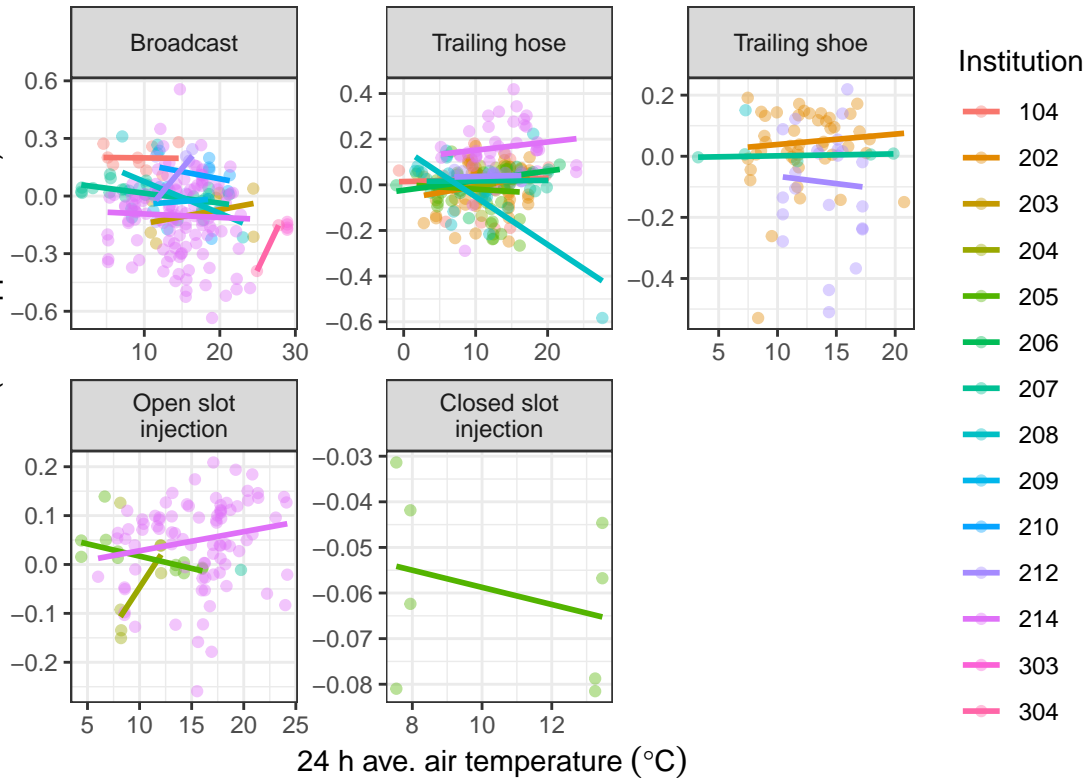 Broadcast
Trailing hose
Trailing shoe
0.6
0.3
0.0
−0.3
−0.6
10 20 30
0.4
0.2
0.0
−0.2
−0.4
−0.6
0 10 20
0.2
0.0
−0.2
−0.4
5 10 15 20
Open slot
injection
Closed slot
injection
0.2
0.1
0.0
−0.1
−0.2
5 10 15 20 25
−0.03
−0.04
−0.05
−0.06
−0.07
−0.08
8 10 12
24 h ave. air temperature (°C)
Institution
104
202
203
204
205
206
207
208
209
210
212
214
303
304